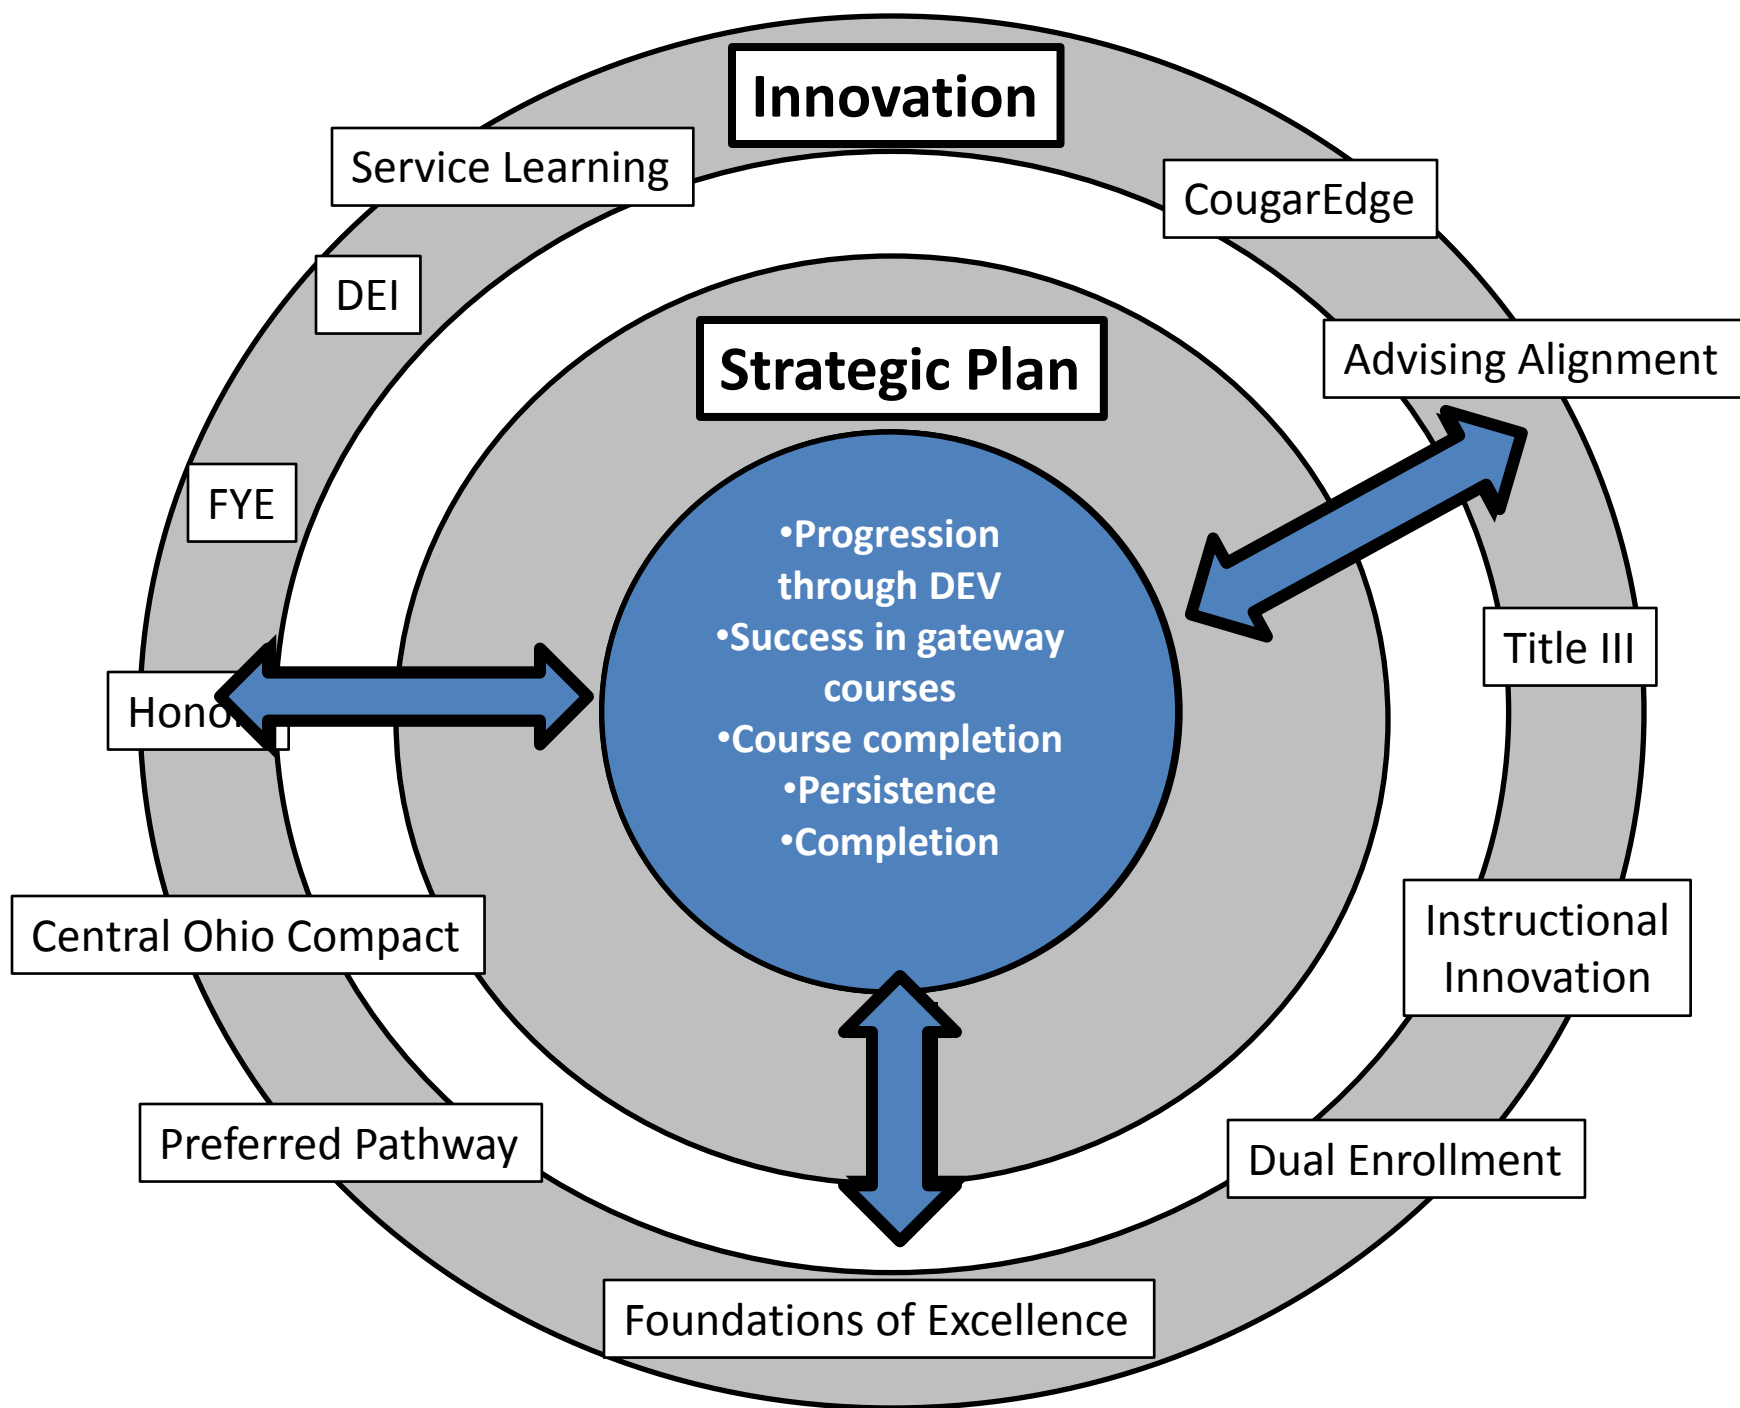 Innovation
Service Learning
CougarEdge
DEI
Strategic Plan
Advising Alignment
FYE
•Progression
through DEV
•Success in gateway
courses
•Course completion
•Persistence
•Completion
Title III
Central Ohio Compact
Instructional
Innovation
Preferred Pathway
Dual Enrollment
Foundations of Excellence